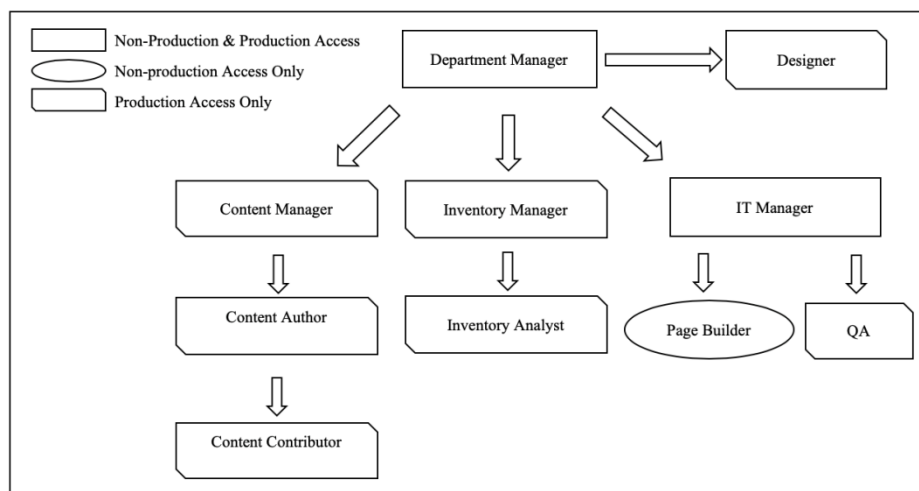 Non-Production & Production Access
Non-production Access Only
Production Access Only
Department Manager
Designer
Content Manager
Inventory Manager
IT Manager
Content Author
Inventory Analyst
Page Builder
QA
Content Contributor